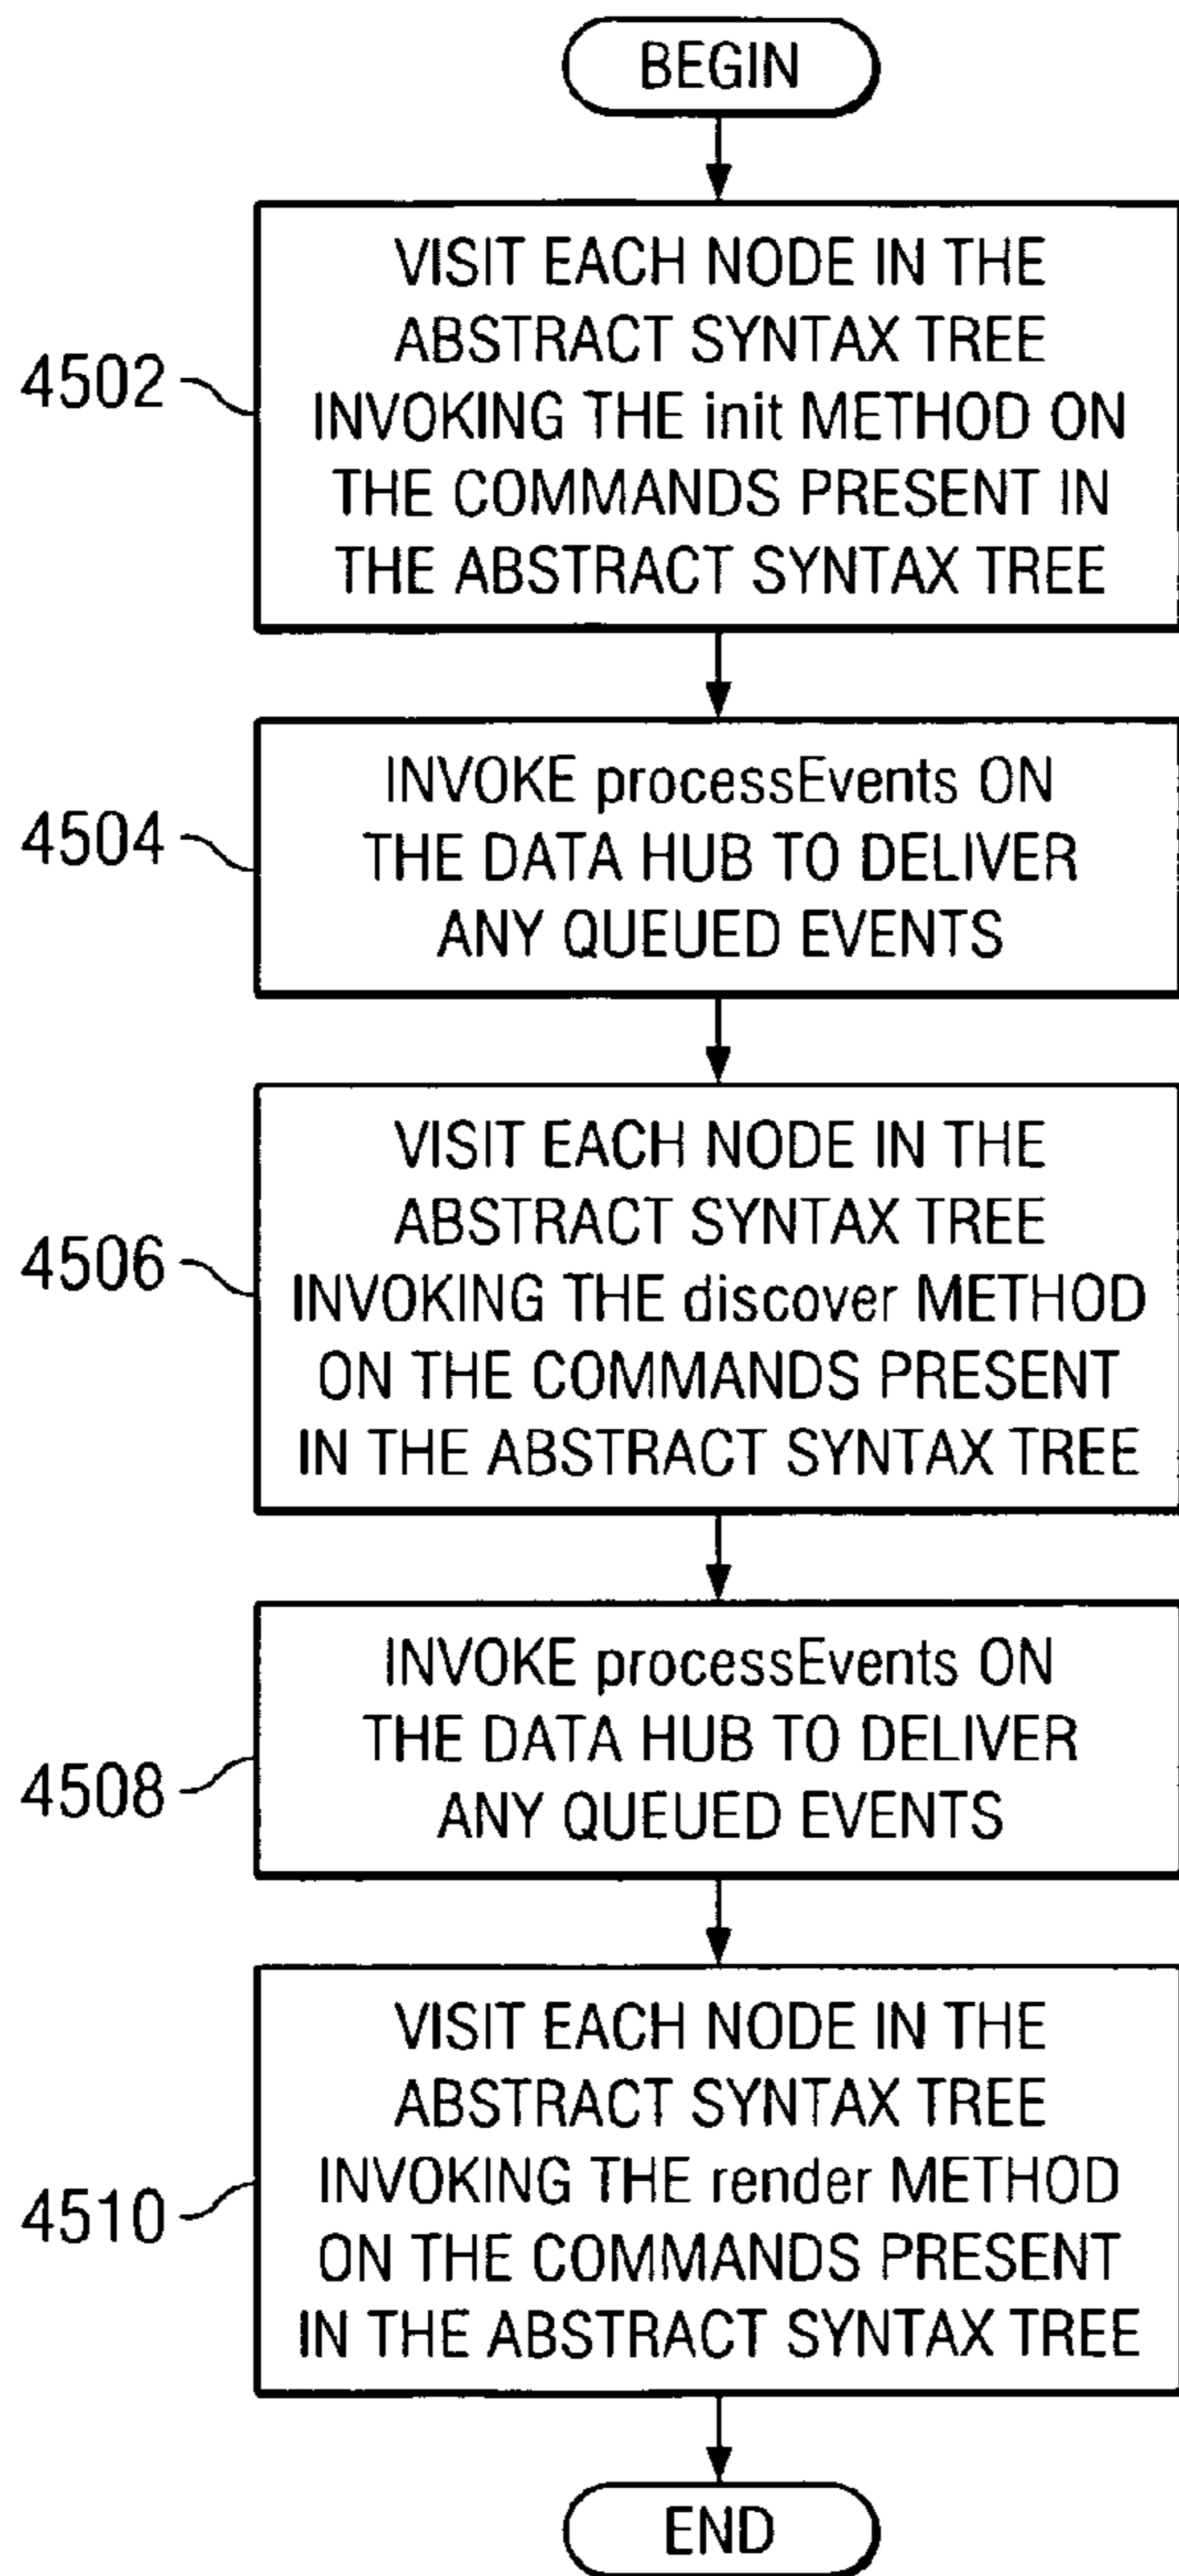 BEGIN
4502
VISIT EACH NODE IN THE
ABSTRACT SYNTAX TREE
INVOKING THE init METHOD ON
THE COMMANDS PRESENT IN
THE ABSTRACT SYNTAX TREE
4504
INVOKE processEvents ON
THE DATA HUB TO DELIVER
ANY QUEUED EVENTS
4506
VISIT EACH NODE IN THE
ABSTRACT SYNTAX TREE
INVOKING THE discover METHOD
ON THE COMMANDS PRESENT
IN THE ABSTRACT SYNTAX TREE
4508
INVOKE processEvents ON
THE DATA HUB TO DELIVER
ANY QUEUED EVENTS
4510
VISIT EACH NODE IN THE
ABSTRACT SYNTAX TREE
INVOKING THE render METHOD
ON THE COMMANDS PRESENT
IN THE ABSTRACT SYNTAX TREE
END